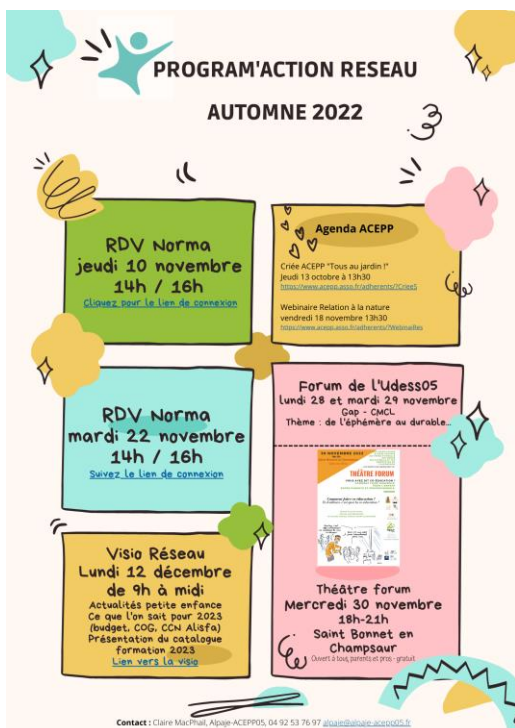 PROGRAM'ACTION RESEAU
AUTOMNE 2022
RDV Norma
jeudi 10 novembre
14h / 16h
Cliquez pour le lien de connexion
Agenda ACEPP
Criée ACEPP "Tous au jardin !"
Jeudi 13 octobre à 13h30
https://www.acepp.asso.fr/adherents/?CrieeS
Webinaire Relation à la nature
vendredi 18 novembre 13h30
https://www.acepp.asso.fr/adherents/?WebinaiRes
RDV Norma
mardi 22 novembre
14h / 16h
Suivez le lien de connexion
Forum de l'Udess05
lundi 28 et mardi 29 novembre
Gap - CMCL
Thème : de l'éphémère au durable...
30 NOVEMBRE 2022
THÉÂTRE FORUM
Théâtre forum
Mercredi 30 novembre
18h-21h
Saint Bonnet en
Champsaur
Ouvert à tous, parents et pros - gratuit
Visio Réseau
Lundi 12 décembre
de 9h à midi
Actualités petite enfance
Ce que l'on sait pour 2023
(budget, COG, CCN Alisfa)
Présentation du catalogue
formation 2023
Lien vers la visio
Contact : Claire MacPhail, Alpaje-ACEPP05, 04 92 53 76 97 alpaje@alpaje-acepp05.fr